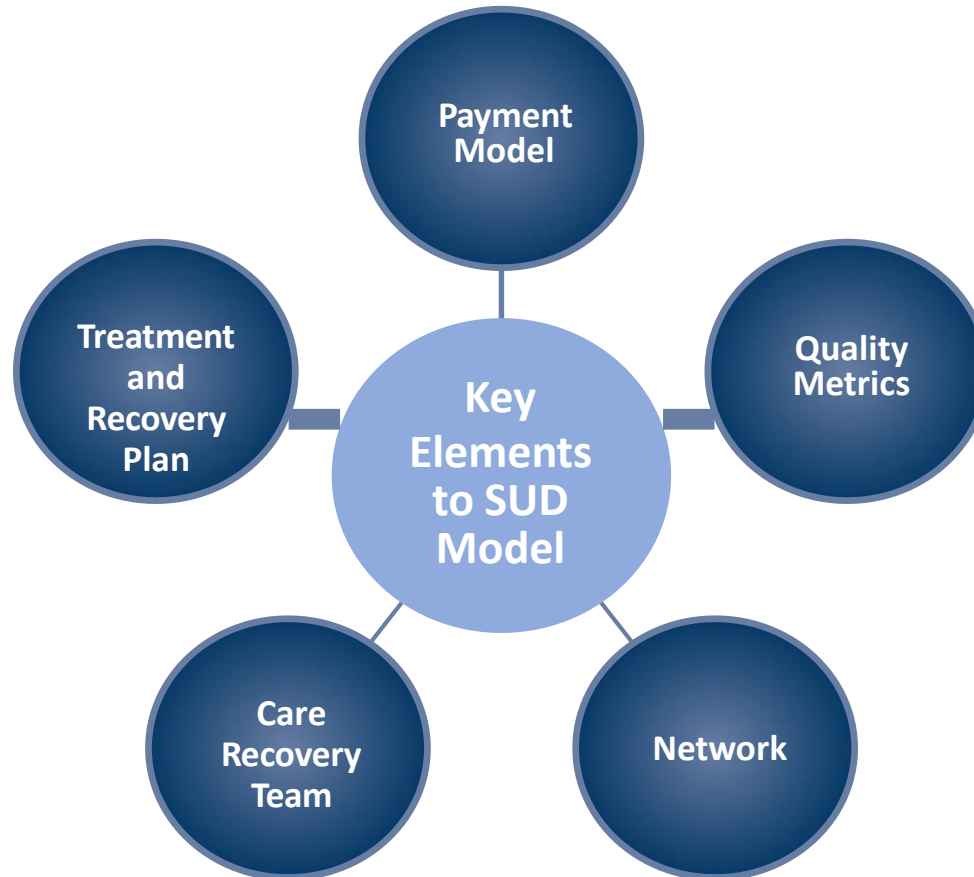 Payment
Model
Quality
Metrics
Network
Care
Recovery
Team
Treatment
and
Recovery
Plan
Key
Elements
to SUD
Model